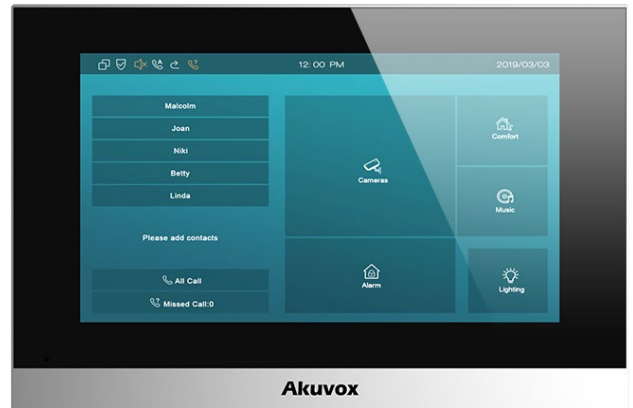 12: 00 PM
2019/03/03
Malcolm
Joan
Niki
Betty
Linda
Please add contacts
All Call
Missed Call:0
Cameras
Alarm
Comfort
Music
Lighting
Akuvox